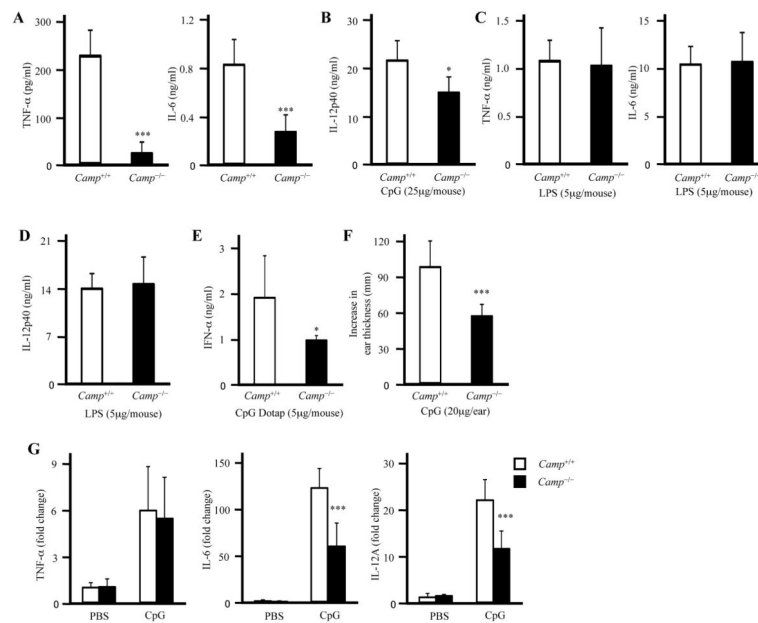 A
TNF-α (pg/ml)
300
200
100
0
***
Camp+/+
Camp−/−
IL-6 (ng/ml)
1.2
0.8
0.4
0
***
Camp+/+
Camp−/−
B
IL-12p40 (ng/ml)
30
20
10
0
*
Camp+/+
Camp−/−
CpG (25µg/mouse)
C
TNF-α (ng/ml)
1.5
1.0
0.5
0
Camp+/+
Camp−/−
LPS (5µg/mouse)
IL-6 (ng/ml)
15
10
5
0
Camp+/+
Camp−/−
LPS (5µg/mouse)
D
IL-12p40 (ng/ml)
21
14
7
0
Camp+/+
Camp−/−
LPS (5µg/mouse)
E
IFN-α (ng/ml)
3
2
1
0
*
Camp+/+
Camp−/−
CpG Dotap (5µg/mouse)
F
Increase in
ear thickness (mm)
120
90
60
30
0
***
Camp+/+
Camp−/−
CpG (20µg/ear)
G
TNF-α (fold change)
9
6
3
0
PBS
CpG
IL-6 (fold change)
150
100
50
0
***
PBS
CpG
IL-12A (fold change)
30
20
10
0
***
PBS
CpG
Camp+/+
Camp−/−